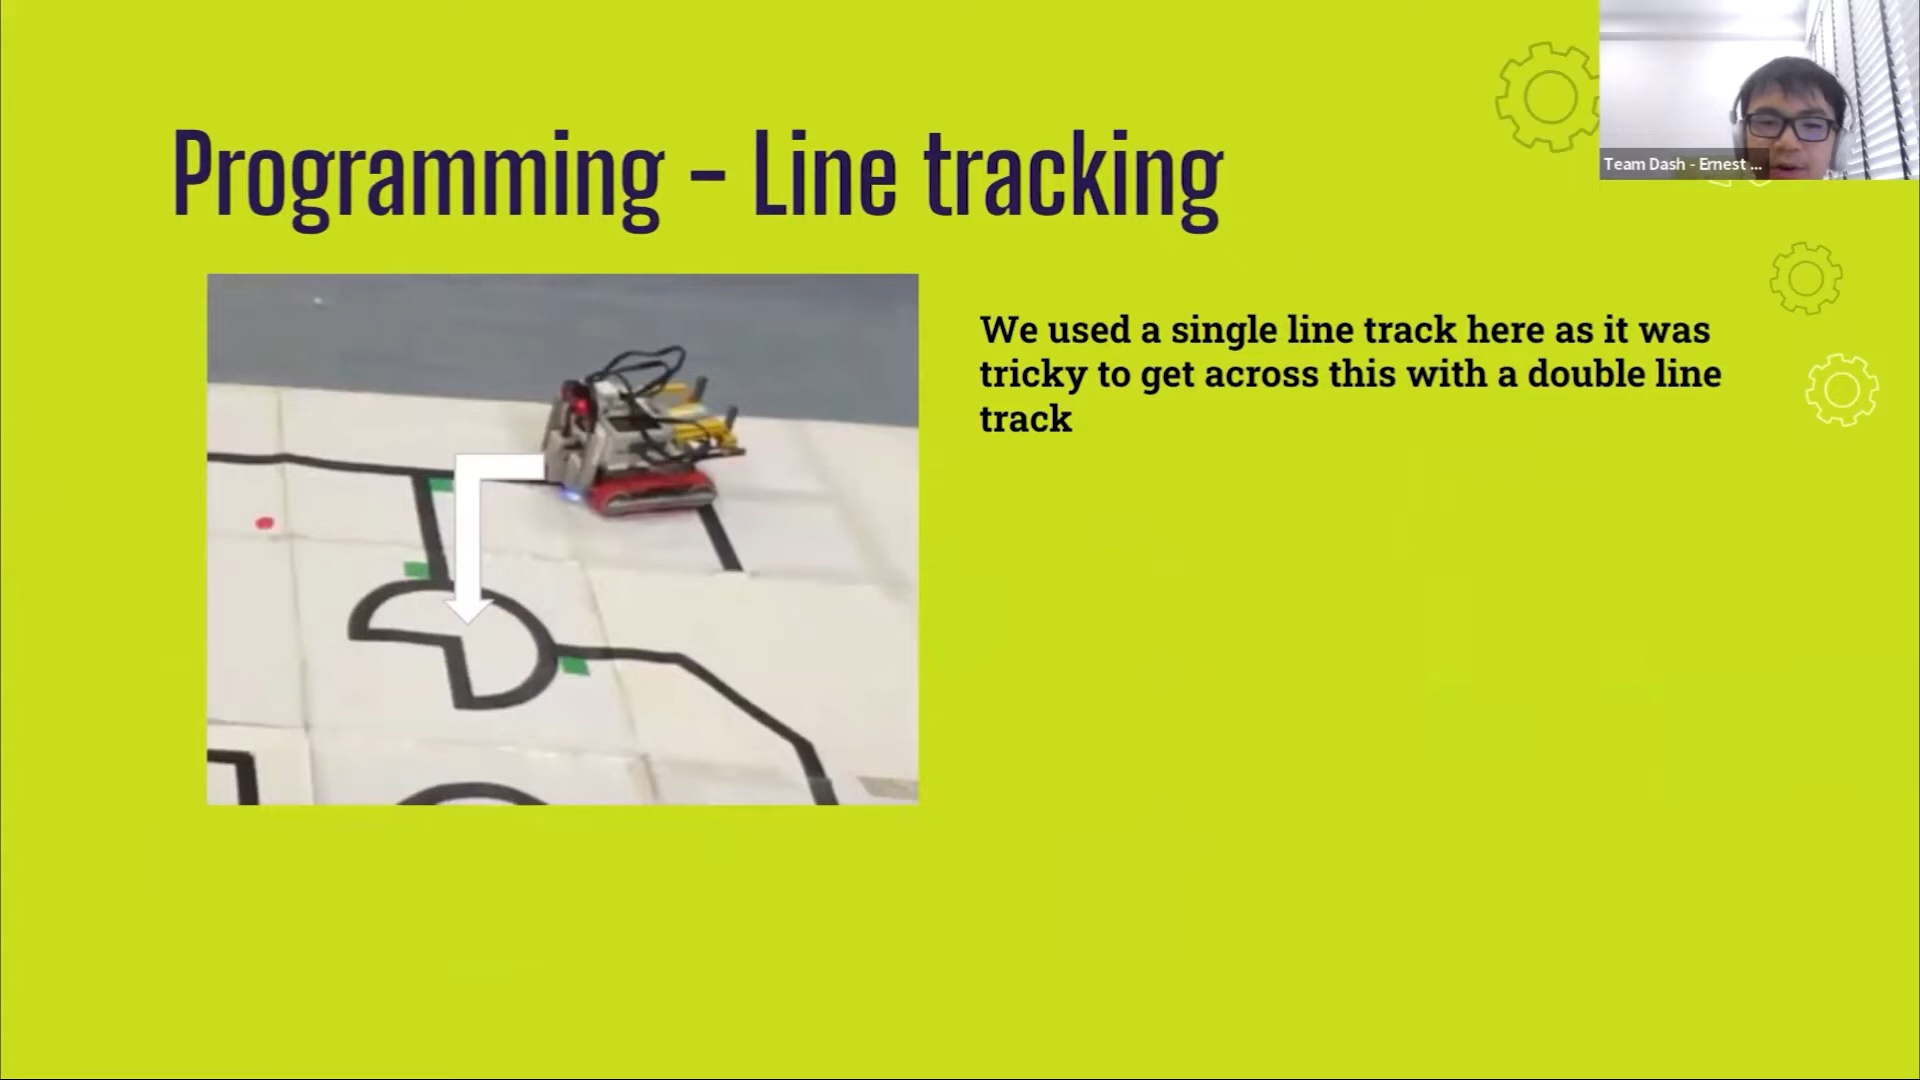 Team Dash - Ernest ...
Programming - Line tracking
We used a single line track here as it was
tricky to get across this with a double line
track